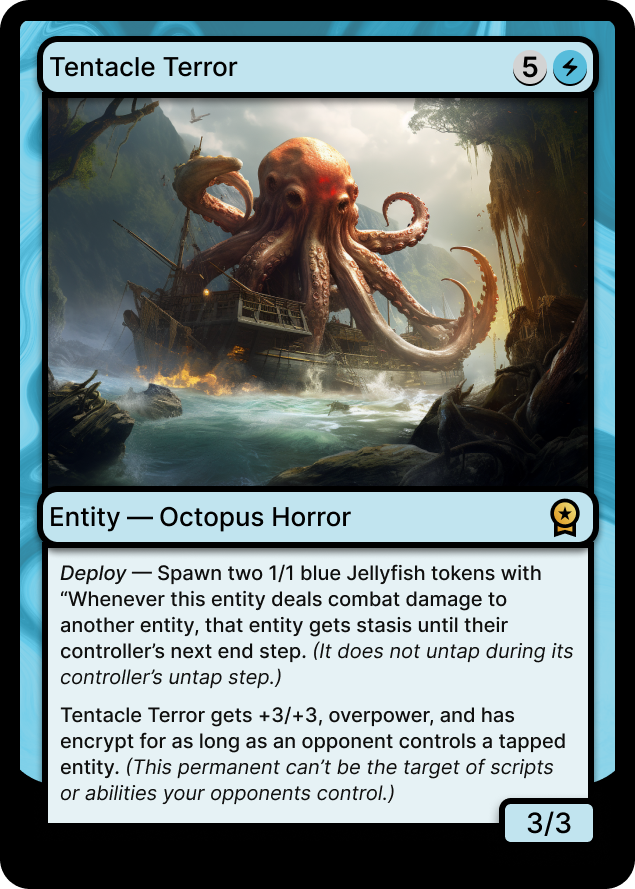 Tentacle Terror 5
Entity — Octopus Horror
Deploy — Spawn two 1/1 blue Jellyfish tokens with
“Whenever this entity deals combat damage to
another entity, that entity gets stasis until their
controller’s next end step. (It does not untap during its
controller’s untap step.)
Tentacle Terror gets +3/+3, overpower, and has
encrypt for as long as an opponent controls a tapped
entity. (This permanent can’t be the target of scripts
or abilities your opponents control.)
3/3